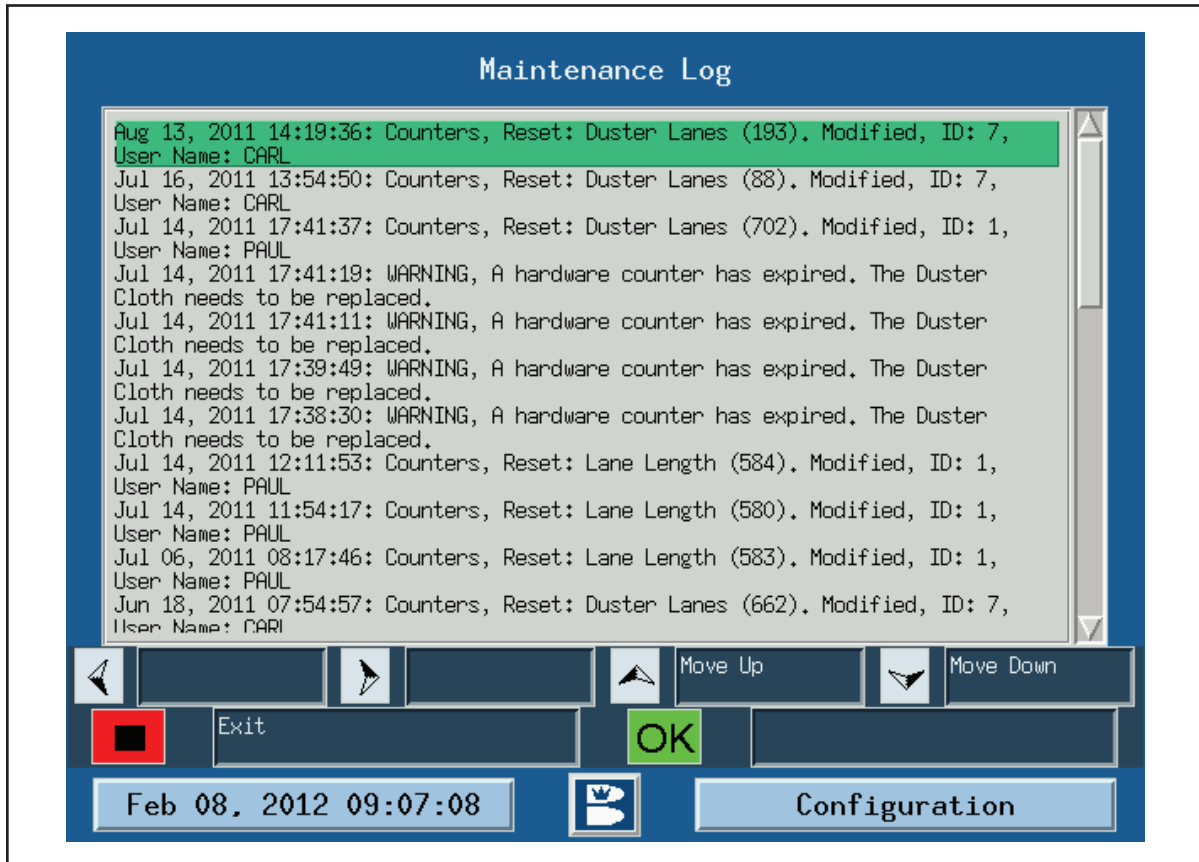 Maintenance Log
Aug 13, 2011 14:19:36: Counters, Reset: Duster Lanes (193). Modified, ID: 7,
User Name: CARL
Jul 16, 2011 13:54:50: Counters, Reset: Duster Lanes (88). Modified, ID: 7,
User Name: CARL
Jul 14, 2011 17:41:37: Counters, Reset: Duster Lanes (702). Modified, ID: 1,
User Name: PAUL
Jul 14, 2011 17:41:19: WARNING, A hardware counter has expired. The Duster
Cloth needs to be replaced.
Jul 14, 2011 17:41:11: WARNING, A hardware counter has expired. The Duster
Cloth needs to be replaced.
Jul 14, 2011 17:39:49: WARNING, A hardware counter has expired. The Duster
Cloth needs to be replaced.
Jul 14, 2011 17:38:30: WARNING, A hardware counter has expired. The Duster
Cloth needs to be replaced.
Jul 14, 2011 12:11:53: Counters, Reset: Lane Length (584). Modified, ID: 1,
User Name: PAUL
Jul 14, 2011 11:54:17: Counters, Reset: Lane Length (580). Modified, ID: 1,
User Name: PAUL
Jul 06, 2011 08:17:46: Counters, Reset: Lane Length (583). Modified, ID: 1,
User Name: PAUL
Jun 18, 2011 07:54:57: Counters, Reset: Duster Lanes (662). Modified, ID: 7,
User Name: CARL
Move Up
Move Down
Exit
OK
Feb 08, 2012 09:07:08
Configuration